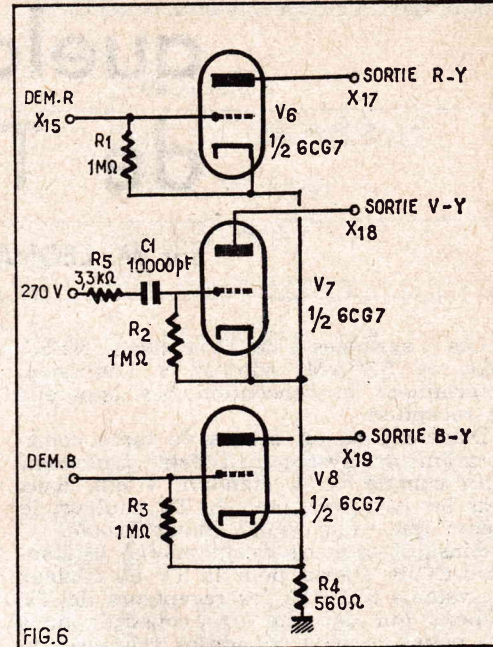 SORTIE R-Y
X17
DEM.R
X15
R1
1MΩ
V6
1/2 6CG7
SORTIE V-Y
X18
R5
3,3kΩ
C1
10000pF
270 V
V7
1/2 6CG7
R2
1MΩ
SORTIE B-Y
X19
DEM.B
V8
1/2 6CG7
R3
1MΩ
R4
560Ω
FIG.6